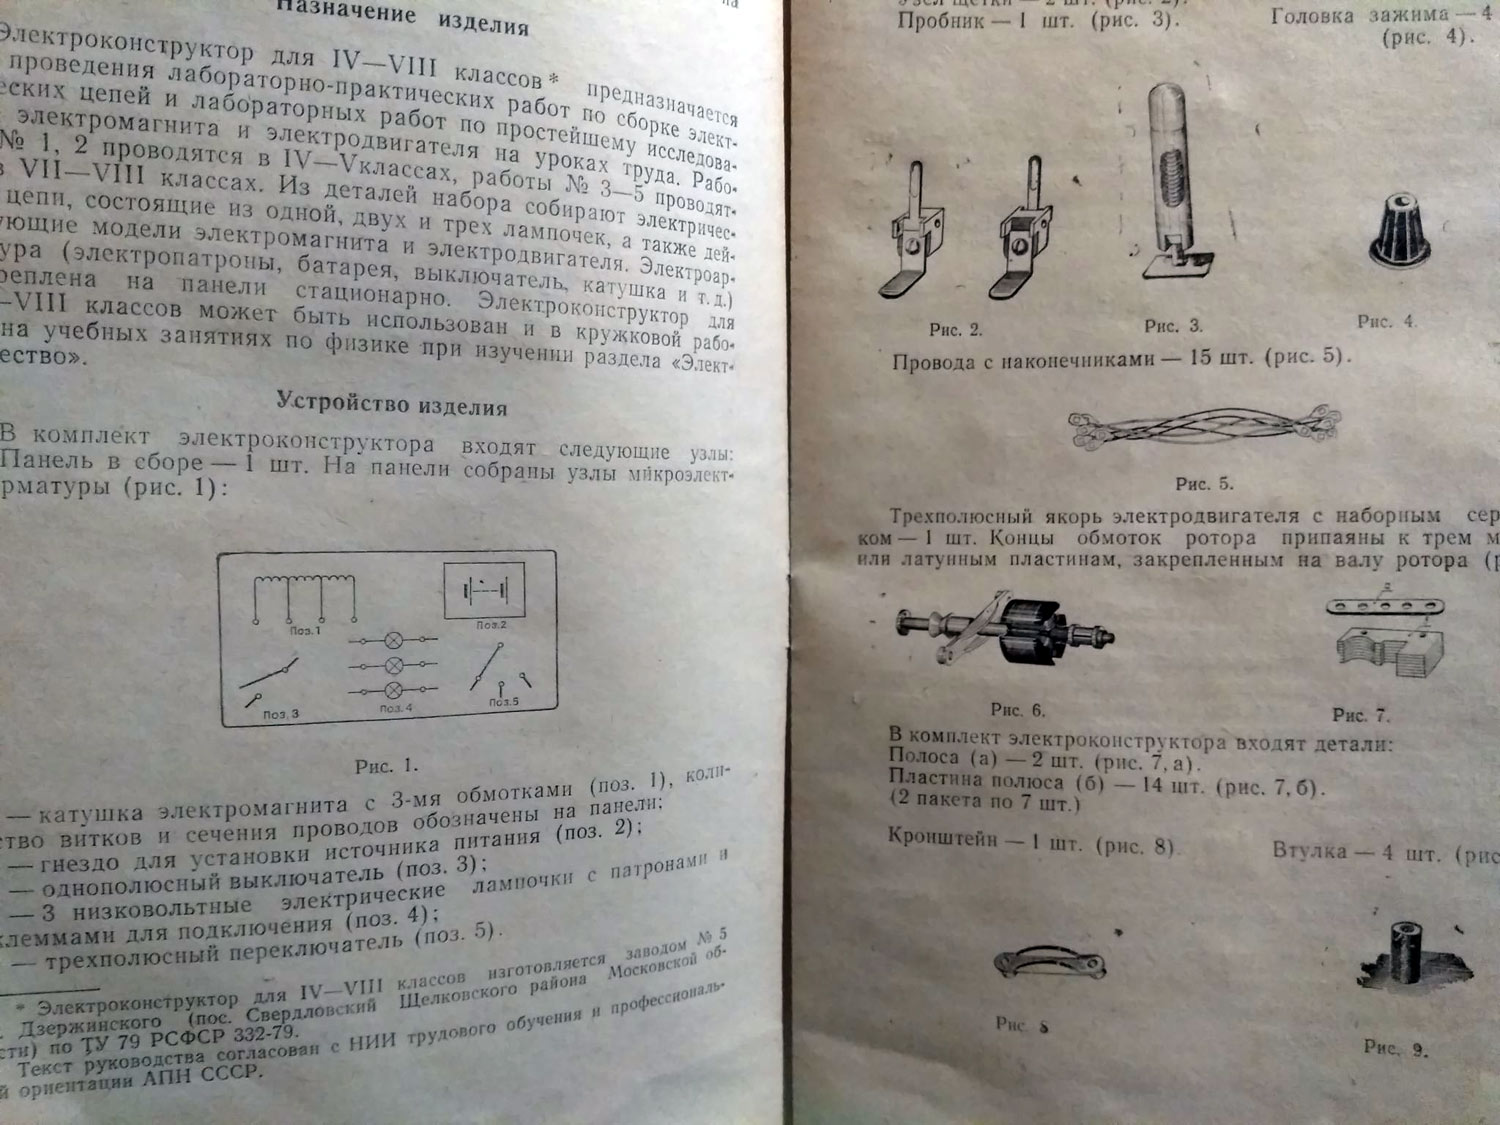 Назначение изделия
Электроконструктор для IV—VIII классов* предназначается
проведения лабораторно-практических работ по сборке элект-
еских цепей и лабораторных работ по простейшему исследова-
электромагнита и электродвигателя на уроках труда. Рабо-
№ 1, 2 проводятся в IV—Vклассах, работы № 3—5 проводят-
в VII—VIII классах. Из деталей набора собирают электричес-
цепи, состоящие из одной, двух и трех лампочек, а также дей-
ующие модели электромагнита и электродвигателя. Электроар-
ура (электропатроны, батарея, выключатель, катушка и т.д.)
реплена на панели стационарно. Электроконструктор для
—VIII классов может быть использован и в кружковой рабо-
на учебных занятиях по физике при изучении раздела «Элект-
ество».
Устройство изделия
В комплект электроконструктора входят следующие узлы:
Панель в сборе — 1 шт. На панели собраны узлы микроэлект-
рматуры (рис. 1):
Поз.1
Поз.2
Поз.3
Поз.4
Поз.5
Рис. 1.
— катушка электромагнита с 3-мя обмотками (поз. 1), коли-
ство витков и сечения проводов обозначены на панели;
— гнездо для установки источника питания (поз. 2);
— однополюсный выключатель (поз. 3);
— 3 низковольтные электрические лампочки с патронами и
клеммами для подключения (поз. 4);
— трехполюсный переключатель (поз. 5).
* Электроконструктор для IV—VIII классов изготовляется заводом № 5
Дзержинского (пос. Свердловский Щелковского района Московской об-
сти) по ТУ 79 РСФСР 332-79.
Текст руководства согласован с НИИ трудового обучения и профессиональ-
й ориентации АПН СССР.
Узел щетки — 2 шт. (рис. 2).
Пробник — 1 шт. (рис. 3).
Головка зажима — 4
(рис. 4).
Рис. 2.
Рис. 3.
Рис. 4.
Провода с наконечниками — 15 шт. (рис. 5).
Рис. 5.
Трехполюсный якорь электродвигателя с наборным сер
ком — 1 шт. Концы обмоток ротора припаяны к трем м
или латунным пластинам, закрепленным на валу ротора (р
Рис. 6.
Рис. 7.
В комплект электроконструктора входят детали:
Полоса (а) — 2 шт. (рис. 7, а).
Пластина полюса (б) — 14 шт. (рис. 7, б).
(2 пакета по 7 шт.)
Кронштейн — 1 шт. (рис. 8).
Втулка — 4 шт. (рис
Рис. 8
Рис. 9.